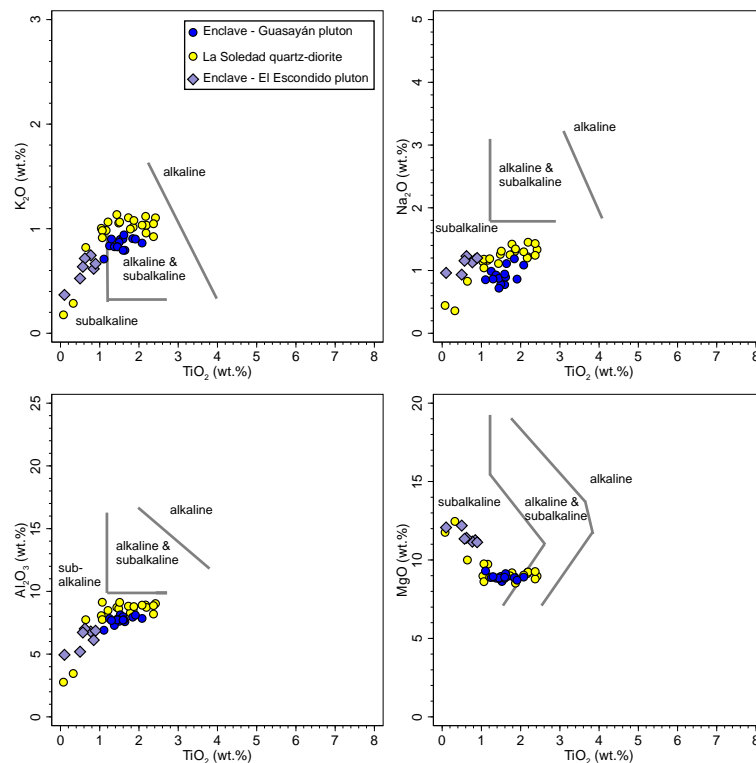 Enclave - Guasayán pluton
La Soledad quartz-diorite
Enclave - El Escondido pluton
K2O (wt.%)
0 1 2 3
alkaline
alkaline &
subalkaline
subalkaline
0 1 2 3 4 5 6 7 8
TiO2 (wt.%)
Na2O (wt.%)
0 1 2 3 4 5
alkaline
alkaline &
subalkaline
subalkaline
0 1 2 3 4 5 6 7 8
TiO2 (wt.%)
Al2O3 (wt.%)
0 5 10 15 20 25
alkaline
alkaline &
subalkaline
sub-
alkaline
0 1 2 3 4 5 6 7 8
TiO2 (wt.%)
MgO (wt.%)
0 5 10 15 20
alkaline
subalkaline
alkaline &
subalkaline
0 1 2 3 4 5 6 7 8
TiO2 (wt.%)